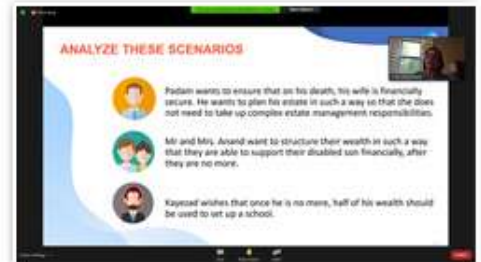 ANALYZE THESE SCENARIOS
Padam wants to ensure that on his death, his wife is financially
secure. He wants to plan his estate in such a way so that she does
not need to take up complex estate management responsibilities.
Mr and Mrs. Anand want to structure their wealth in such a way
that they are able to support their disabled son financially, after
they are no more.
Kayezad wishes that once he is no more, half of his wealth should
be used to set up a school.